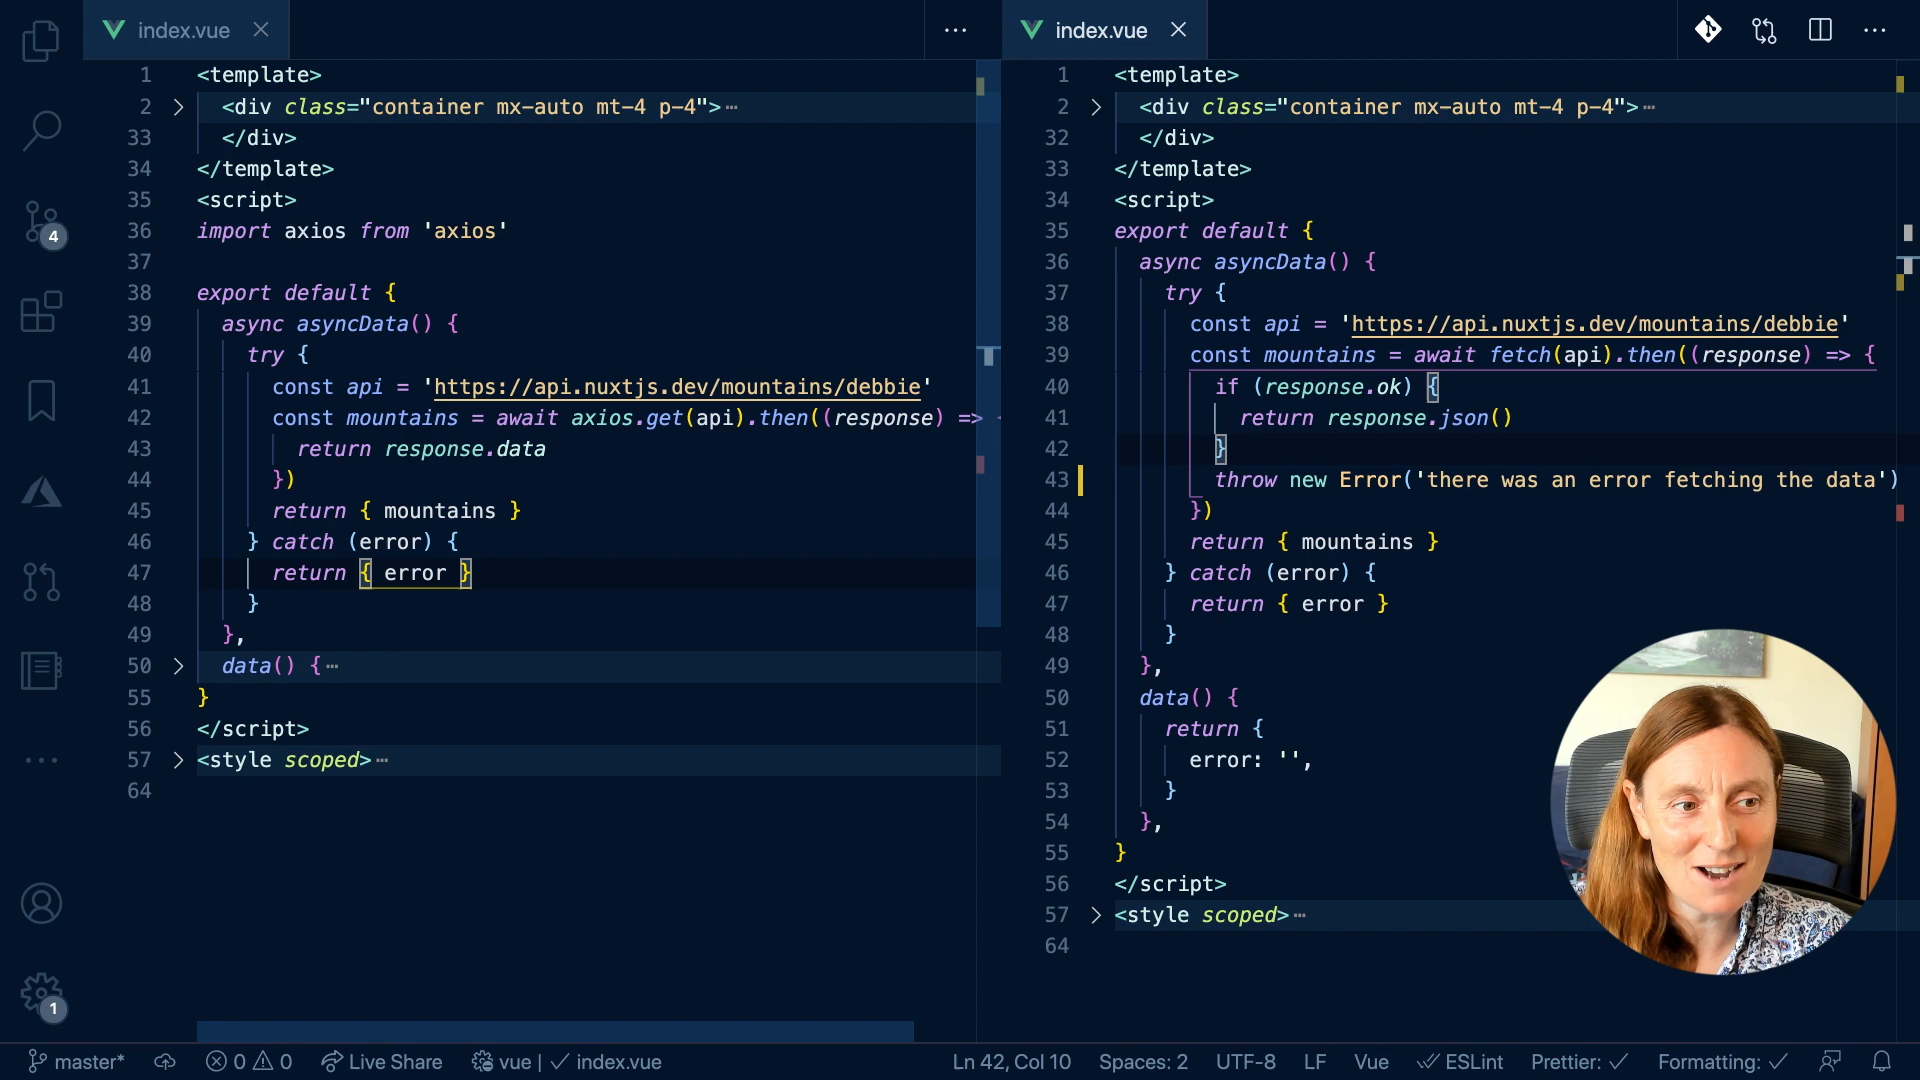 index.vue
index.vue
1 <template>
2 <div class="container mx-auto mt-4 p-4">
33 </div>
34 </template>
35 <script>
36 import axios from 'axios'
37
38 export default {
39 async asyncData() {
40 try {
41 const api = 'https://api.nuxtjs.dev/mountains/debbie'
42 const mountains = await axios.get(api).then((response) =>
43 return response.data
44 })
45 return { mountains }
46 } catch (error) {
47 return { error }
48 }
49 },
50 data() {
55 }
56 </script>
57 <style scoped>
64
1 <template>
2 <div class="container mx-auto mt-4 p-4">
32 </div>
33 </template>
34 <script>
35 export default {
36 async asyncData() {
37 try {
38 const api = 'https://api.nuxtjs.dev/mountains/debbie'
39 const mountains = await fetch(api).then((response) => {
40 if (response.ok) {
41 return response.json()
42 }
43 throw new Error('there was an error fetching the data')
44 })
45 return { mountains }
46 } catch (error) {
47 return { error }
48 }
49 },
50 data() {
51 return {
52 error: '',
53 }
54 },
55 }
56 </script>
57 <style scoped>
64
4
1
master* 0 0 Live Share vue | index.vue Ln 42, Col 10 Spaces: 2 UTF-8 LF Vue ESLint Prettier: Formatting: